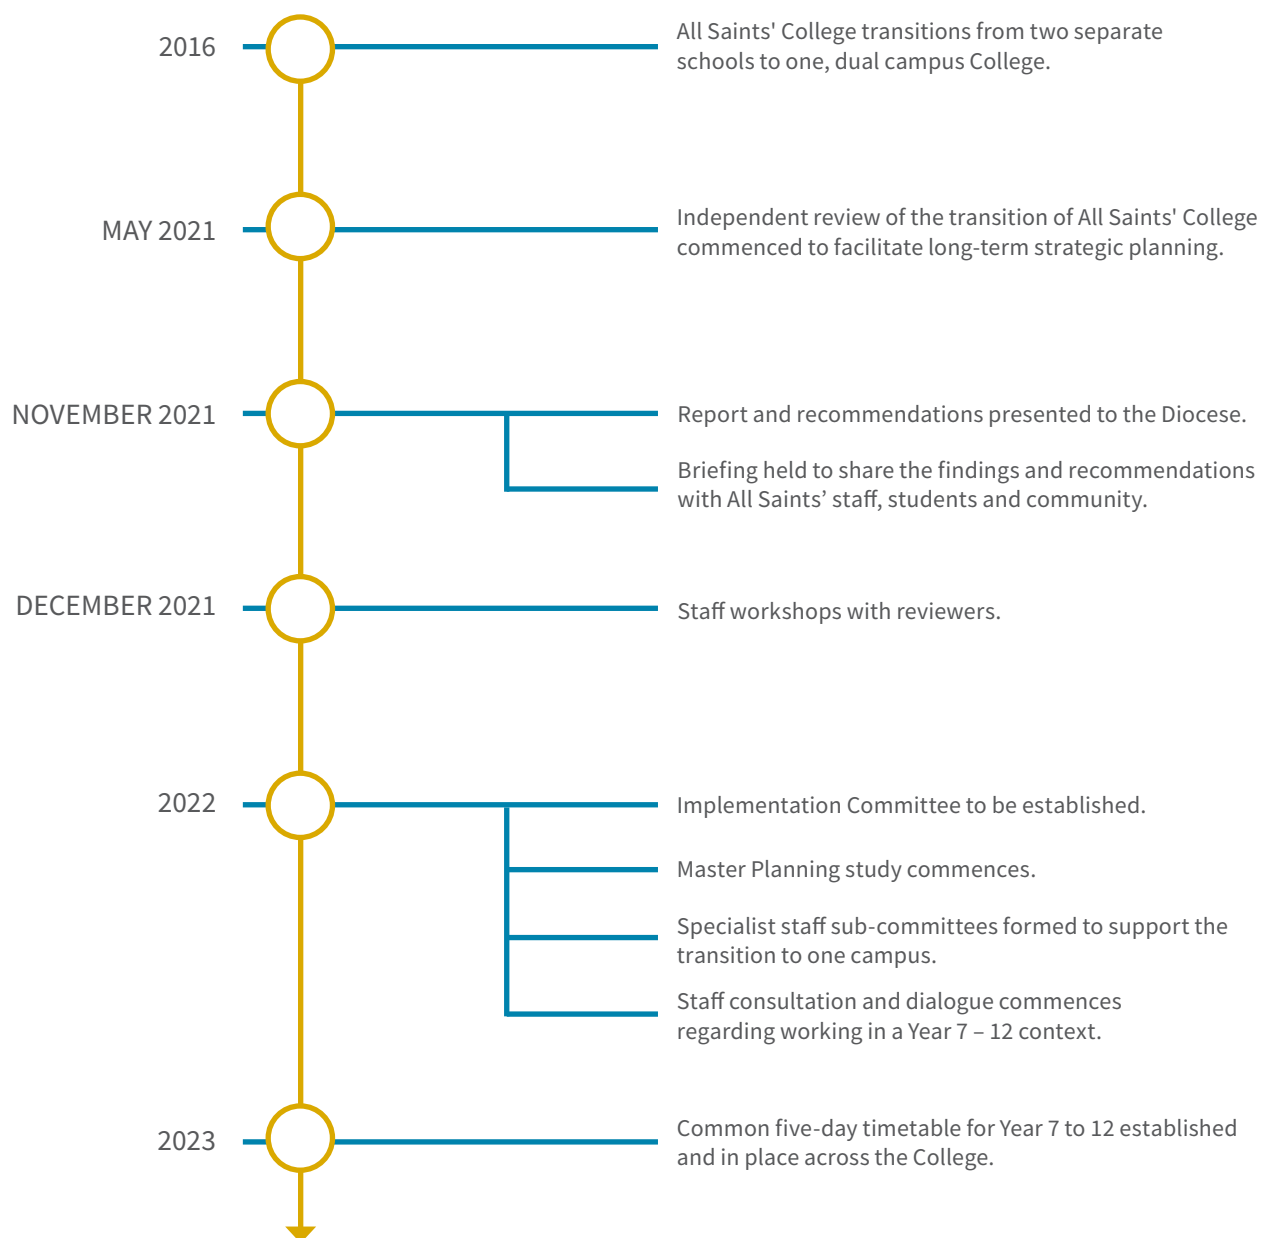 2016
All Saints' College transitions from two separate
schools to one, dual campus College.
MAY 2021
Independent review of the transition of All Saints' College
commenced to facilitate long-term strategic planning.
NOVEMBER 2021
Report and recommendations presented to the Diocese.
Briefing held to share the findings and recommendations
with All Saints’ staff, students and community.
DECEMBER 2021
Staff workshops with reviewers.
2022
Implementation Committee to be established.
Master Planning study commences.
Specialist staff sub-committees formed to support the
transition to one campus.
Staff consultation and dialogue commences
regarding working in a Year 7 – 12 context.
2023
Common five-day timetable for Year 7 to 12 established
and in place across the College.